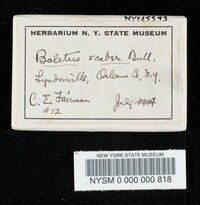 NYS25543
HERBARIUM N. Y. STATE MUSEUM
Boletus scaber Bull.
Lyndonville, Orleans Co, N.Y.
C. E. Fairman July 1904
#12
NEW YORK STATE MUSEUM
NYSM 0 000 000 818